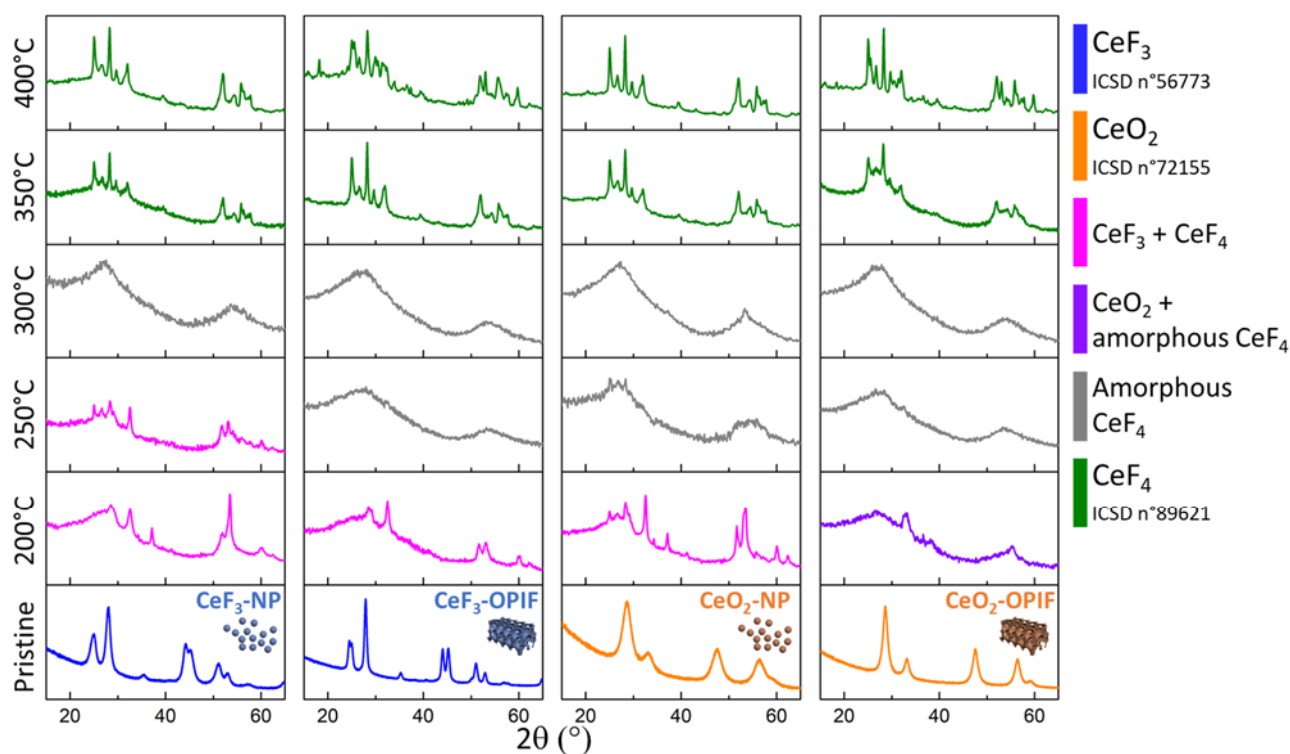 400°C
350°C
300°C
250°C
200°C
Pristine
CeF₃-NP
CeF₃-OPIF
CeO₂-NP
CeO₂-OPIF
20 40 60 20 40 60 20 40 60 20 40 60
2θ (°)
CeF₃
ICSD n°56773
CeO₂
ICSD n°72155
CeF₃ + CeF₄
CeO₂ +
amorphous CeF₄
Amorphous
CeF₄
CeF₄
ICSD n°89621